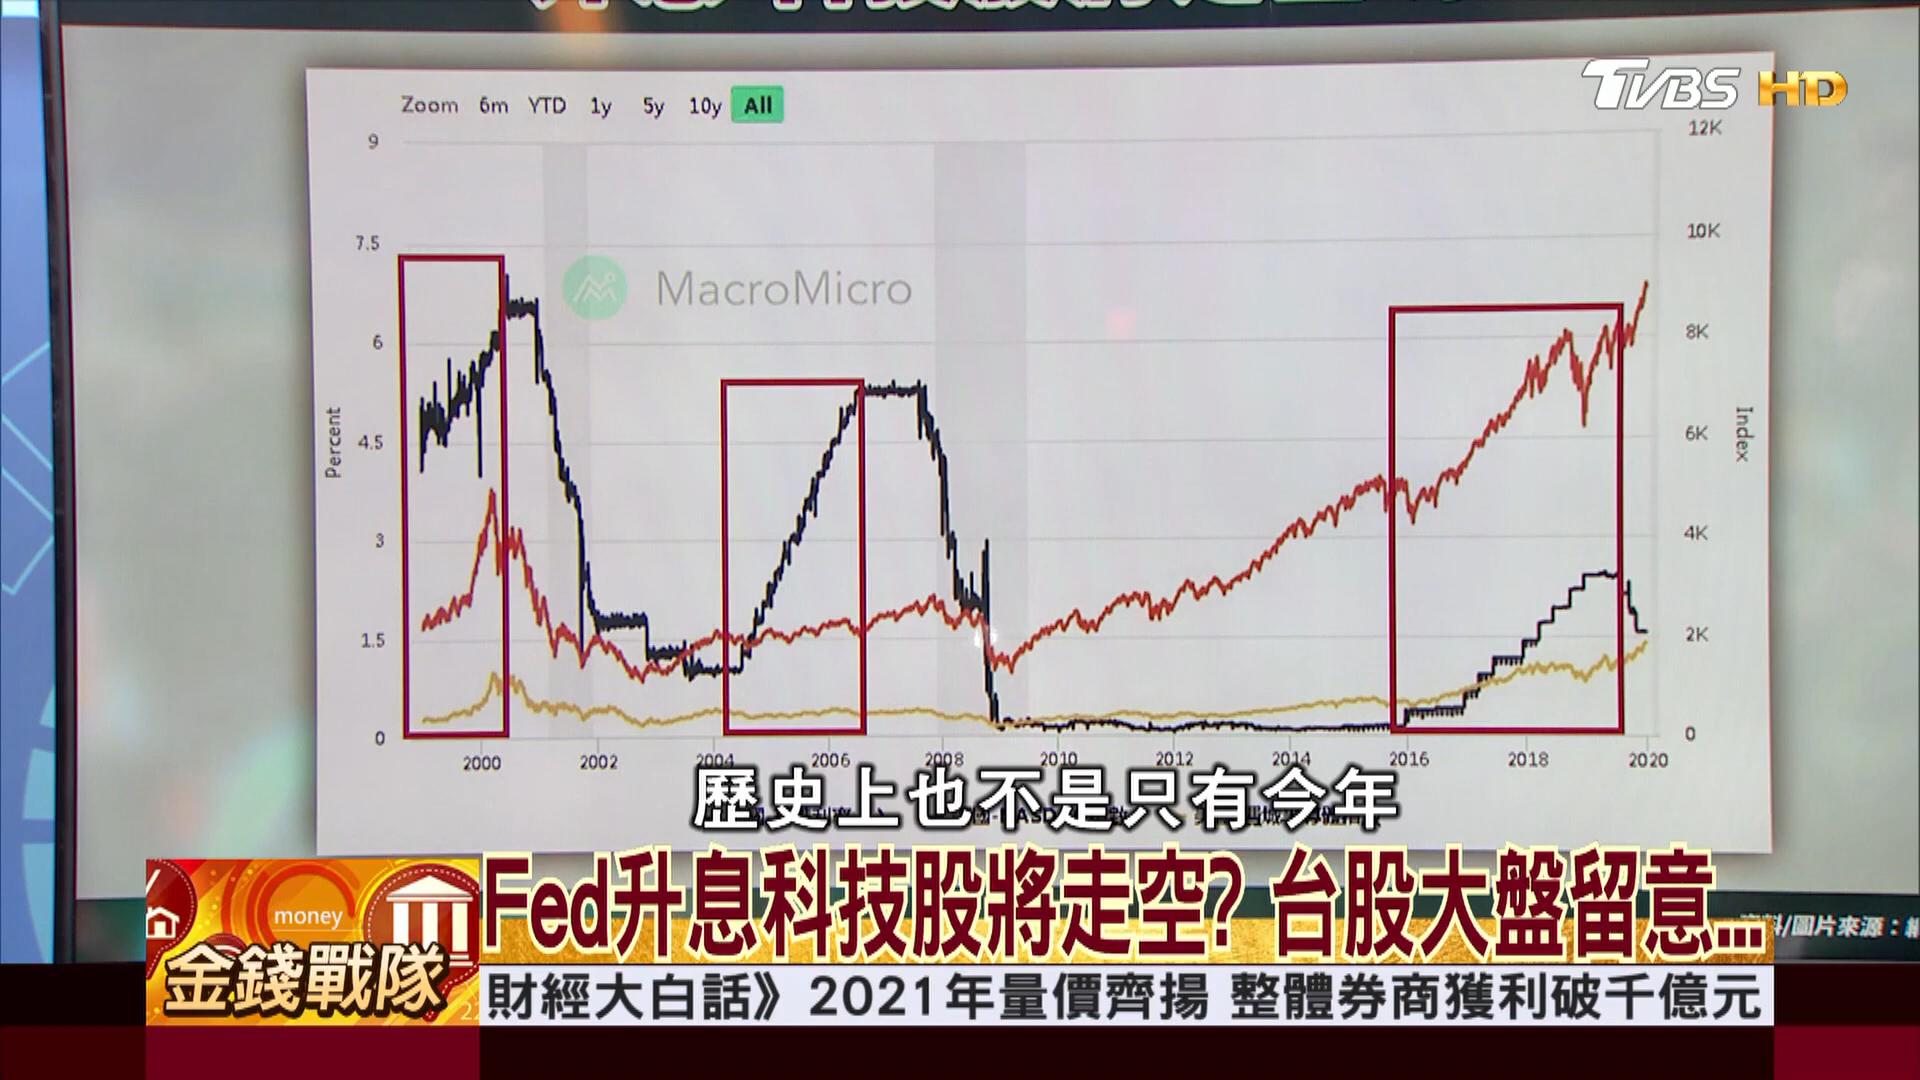 TVBS HD
Zoom 6m YTD 1y 5y 10y All
9
7.5
6
4.5
3
1.5
0
Percent
MacroMicro
12K
10K
8K
6K
4K
2K
0
Index
2000 2002 2004 2006 2008 2010 2012 2014 2016 2018 2020
歷史上也不是只有今年
Fed升息科技股將走空? 台股大盤留意...
料/圖片來源：
money
金錢戰隊
財經大白話》2021年量價齊揚 整體券商獲利破千億元